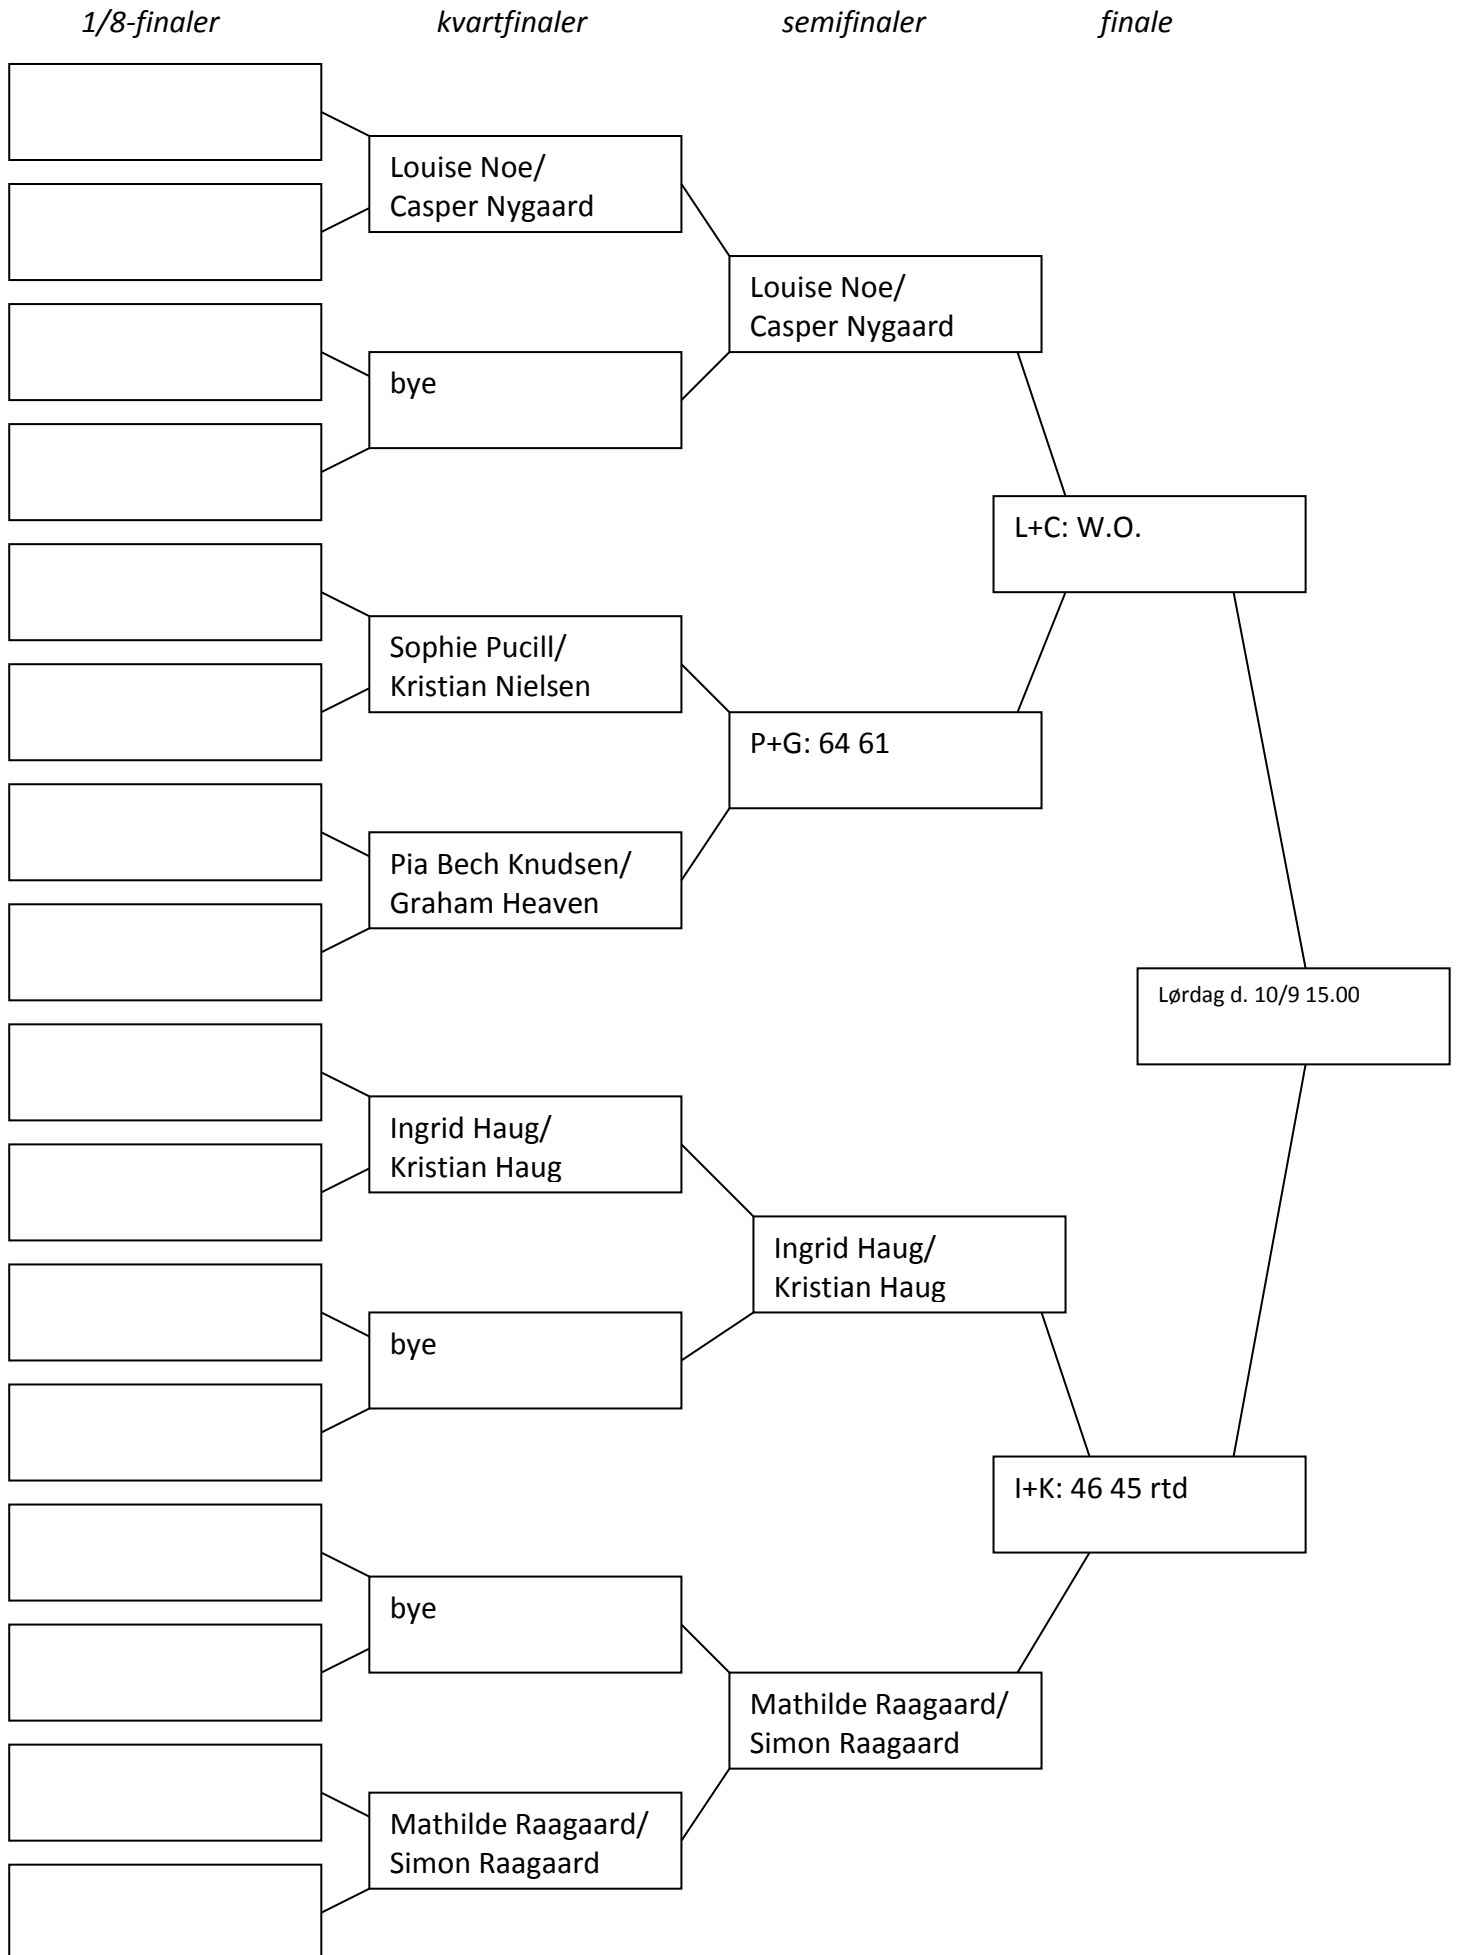 1/8-finaler kvartfinaler semifinaler finale
Louise Noe/
Casper Nygaard
Louise Noe/
Casper Nygaard
bye
L+C: W.O.
Sophie Pucill/
Kristian Nielsen
P+G: 64 61
Pia Bech Knudsen/
Graham Heaven
Lørdag d. 10/9 15.00
Ingrid Haug/
Kristian Haug
Ingrid Haug/
Kristian Haug
bye
I+K: 46 45 rtd
bye
Mathilde Raagaard/
Simon Raagaard
Mathilde Raagaard/
Simon Raagaard